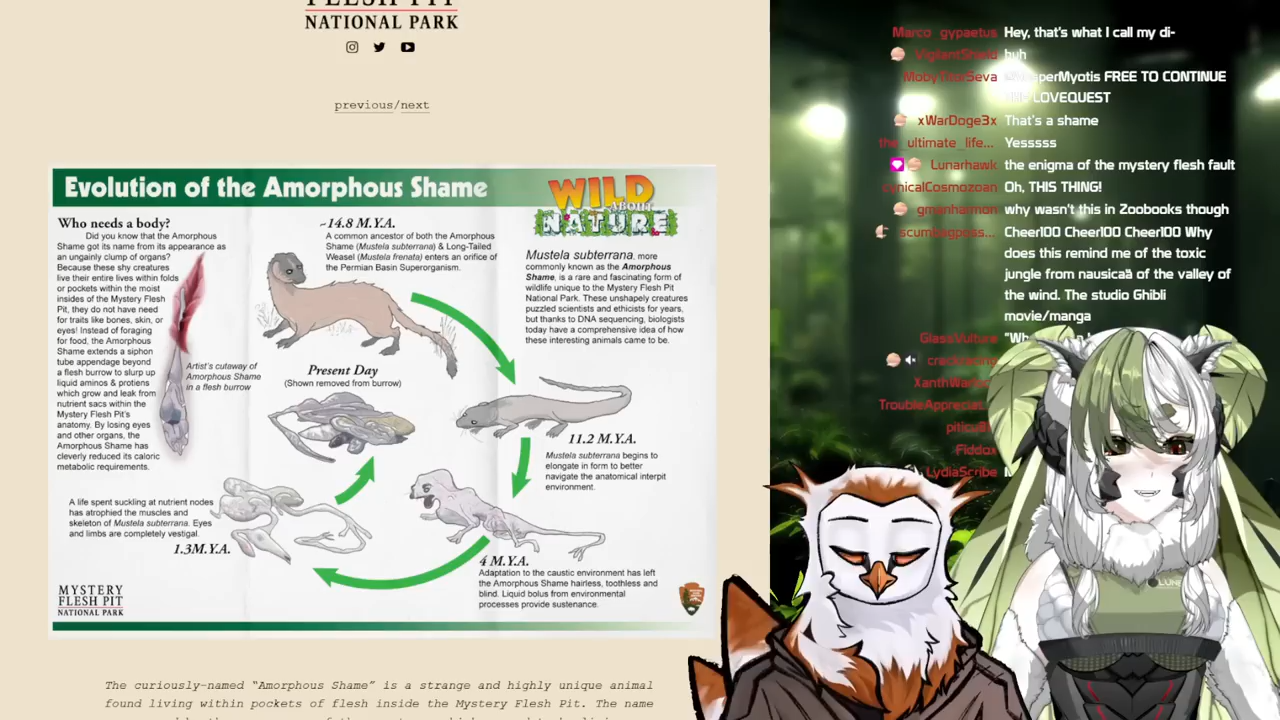 FLESH PIT
NATIONAL PARK
previous/next
Evolution of the Amorphous Shame
WILD
ABOUT
NATURE
Who needs a body?
Did you know that the Amorphous
Shame got its name from its appearance as
an ungainly clump of organs?
Because these shy creatures
live their entire lives within folds
or pockets within the moist
insides of the Mystery Flesh
Pit, they do not have need
for traits like bones, skin, or
eyes! Instead of foraging
for food, the Amorphous
Shame extends a siphon
tube appendage beyond
a flesh burrow to slurp up
liquid aminos & protiens
which grow and leak from
nutrient sacs within the
Mystery Flesh Pit's
anatomy. By losing eyes
and other organs, the
Amorphous Shame has
cleverly reduced its caloric
metabolic requirements.
Artist's cutaway of
Amorphous Shame
in a flesh burrow
~14.8 M.Y.A.
A common ancestor of both the Amorphous
Shame (Mustela subterrana) & Long-Tailed
Weasel (Mustela frenata) enters an orifice of
the Permian Basin Superorganism.
Mustela subterrana, more
commonly known as the Amorphous
Shame, is a rare and fascinating form of
wildlife unique to the Mystery Flesh Pit
National Park. These unshapely creatures
puzzled scientists and ethicists for years,
but thanks to DNA sequencing, biologists
today have a comprehensive idea of how
these interesting animals came to be.
Present Day
(Shown removed from burrow)
11.2 M.Y.A.
Mustela subterrana begins to
elongate in form to better
navigate the anatomical interpit
environment.
A life spent suckling at nutrient nodes
has atrophied the muscles and
skeleton of Mustela subterrana. Eyes
and limbs are completely vestigal.
1.3M.Y.A.
4 M.Y.A.
Adaptation to the caustic environment has left
the Amorphous Shame hairless, toothless and
blind. Liquid bolus from environmental
processes provide sustenance.
MYSTERY
FLESH PIT
NATIONAL PARK
The curiously-named “Amorphous Shame” is a strange and highly unique animal
found living within pockets of flesh inside the Mystery Flesh Pit. The name
Marco gypaetus Hey, that's what I call my di-
VigilantShield huh
FREE TO CONTINUE
LOVEQUEST
xWarDoge3x That's a shame
the ultimate life... Yesssss
Lunarhawk the enigma of the mystery flesh fault
cynicalCosmozoan Oh, THIS THING!
gmanharmon why wasn't this in Zoobooks though
Cheer100 Cheer100 Cheer100 Why
does this remind me of the toxic
jungle from nausicaä of the valley of
the wind. The studio Ghibli
movie/manga
GlassVulture
Fiddox
LydiaScribe